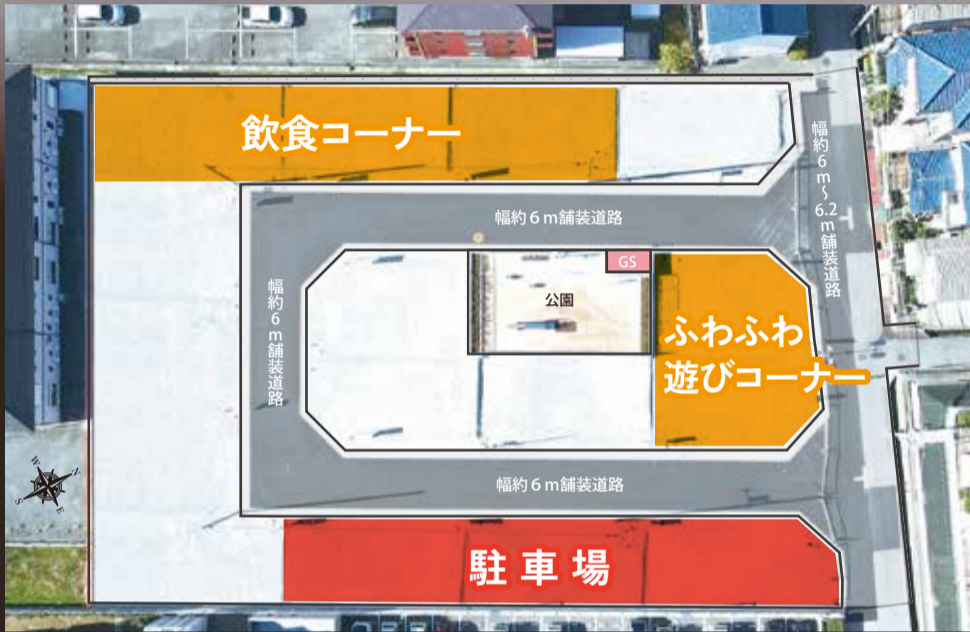 飲食コーナー
幅約6m〜6.2m舗装道路
幅約6m舗装道路
GS
公園
幅約6m舗装道路
ふわふわ
遊びコーナー
幅約6m舗装道路
駐車場
W
N
S
E